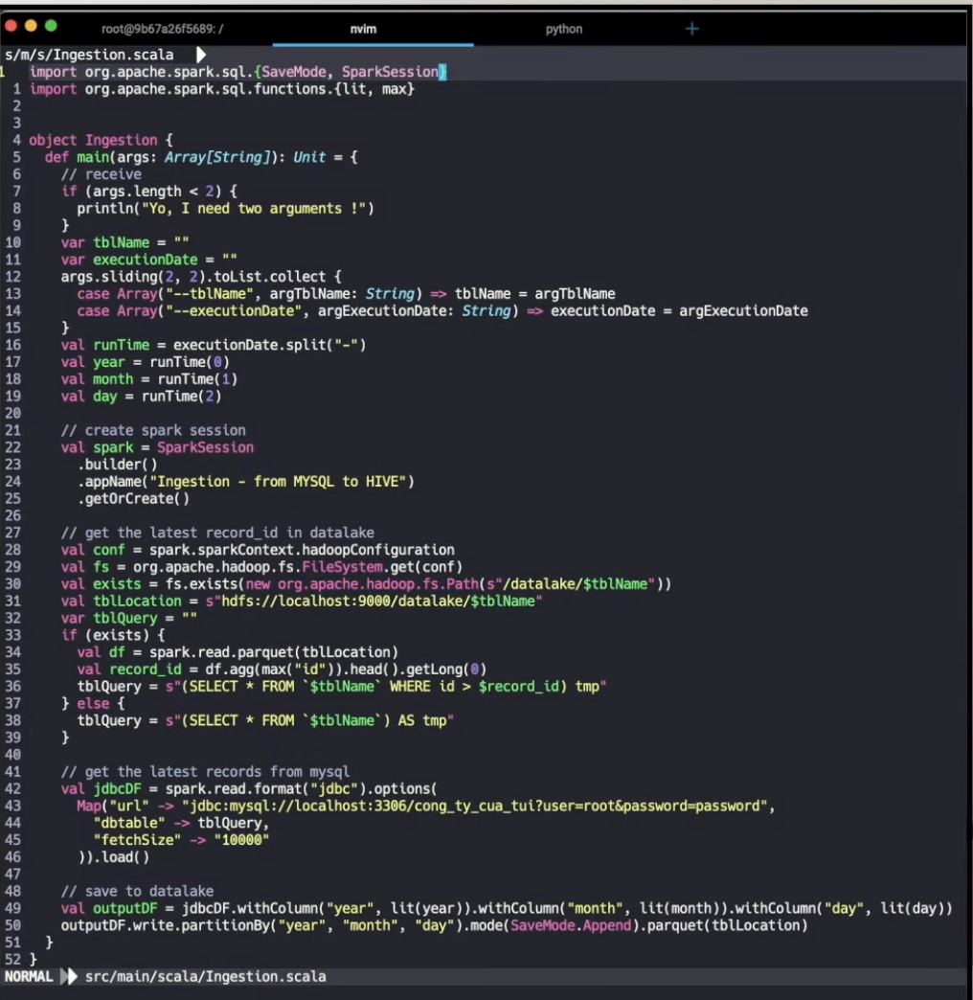 root@9b67a26f5689: / nvim python +
s/m/s/Ingestion.scala
1 import org.apache.spark.sql.{SaveMode, SparkSession}
1 import org.apache.spark.sql.functions.{lit, max}
2
3
4 object Ingestion {
5   def main(args: Array[String]): Unit = {
6     // receive
7     if (args.length < 2) {
8       println("Yo, I need two arguments !")
9     }
10     var tblName = ""
11     var executionDate = ""
12     args.sliding(2, 2).toList.collect {
13       case Array("--tblName", argTblName: String) => tblName = argTblName
14       case Array("--executionDate", argExecutionDate: String) => executionDate = argExecutionDate
15     }
16     val runTime = executionDate.split("-")
17     val year = runTime(0)
18     val month = runTime(1)
19     val day = runTime(2)
20
21     // create spark session
22     val spark = SparkSession
23       .builder()
24       .appName("Ingestion - from MYSQL to HIVE")
25       .getOrCreate()
26
27     // get the latest record_id in datalake
28     val conf = spark.sparkContext.hadoopConfiguration
29     val fs = org.apache.hadoop.fs.FileSystem.get(conf)
30     val exists = fs.exists(new org.apache.hadoop.fs.Path(s"/datalake/$tblName"))
31     val tblLocation = s"hdfs://localhost:9000/datalake/$tblName"
32     var tblQuery = ""
33     if (exists) {
34       val df = spark.read.parquet(tblLocation)
35       val record_id = df.agg(max("id")).head().getLong(0)
36       tblQuery = s"(SELECT * FROM `$tblName` WHERE id > $record_id) tmp"
37     } else {
38       tblQuery = s"(SELECT * FROM `$tblName`) AS tmp"
39     }
40
41     // get the latest records from mysql
42     val jdbcDF = spark.read.format("jdbc").options(
43       Map("url" -> "jdbc:mysql://localhost:3306/cong_ty_cua_tui?user=root&password=password",
44         "dbtable" -> tblQuery,
45         "fetchSize" -> "10000"
46       )).load()
47
48     // save to datalake
49     val outputDF = jdbcDF.withColumn("year", lit(year)).withColumn("month", lit(month)).withColumn("day", lit(day))
50     outputDF.write.partitionBy("year", "month", "day").mode(SaveMode.Append).parquet(tblLocation)
51   }
52 }
NORMAL src/main/scala/Ingestion.scala